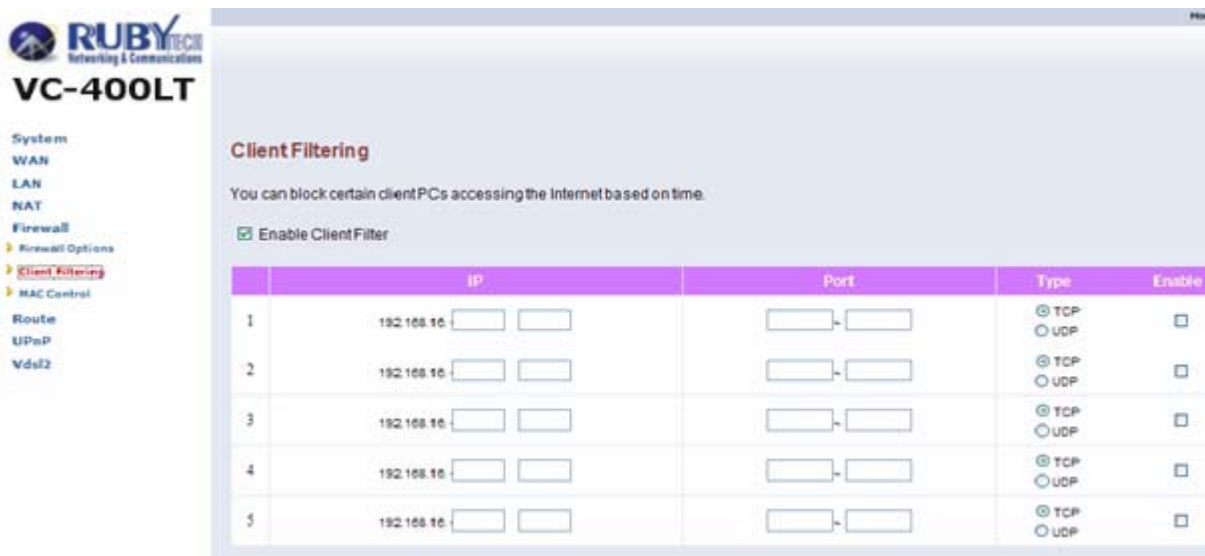 RUBYTECH
Networking & Communications
VC-400LT
System
WAN
LAN
NAT
Firewall
Firewall Options
Client Filtering
MAC Control
Route
UPnP
Vdsl2
Client Filtering
You can block certain client PCs accessing the Internet based on time.
Enable Client Filter
IP Port Type Enable
1 192.168.16. ~ TCP
UDP
2 192.168.16. ~ TCP
UDP
3 192.168.16. ~ TCP
UDP
4 192.168.16. ~ TCP
UDP
5 192.168.16. ~ TCP
UDP